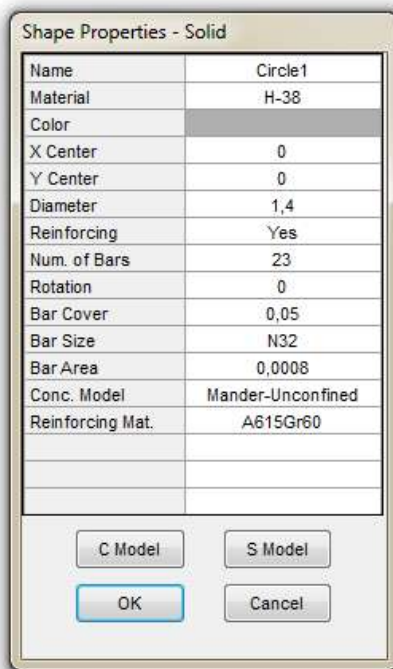 Shape Properties - Solid
Name Circle1
Material H-38
Color
X Center 0
Y Center 0
Diameter 1,4
Reinforcing Yes
Num. of Bars 23
Rotation 0
Bar Cover 0,05
Bar Size N32
Bar Area 0,0008
Conc. Model Mander-Unconfined
Reinforcing Mat. A615Gr60
C Model S Model
OK Cancel